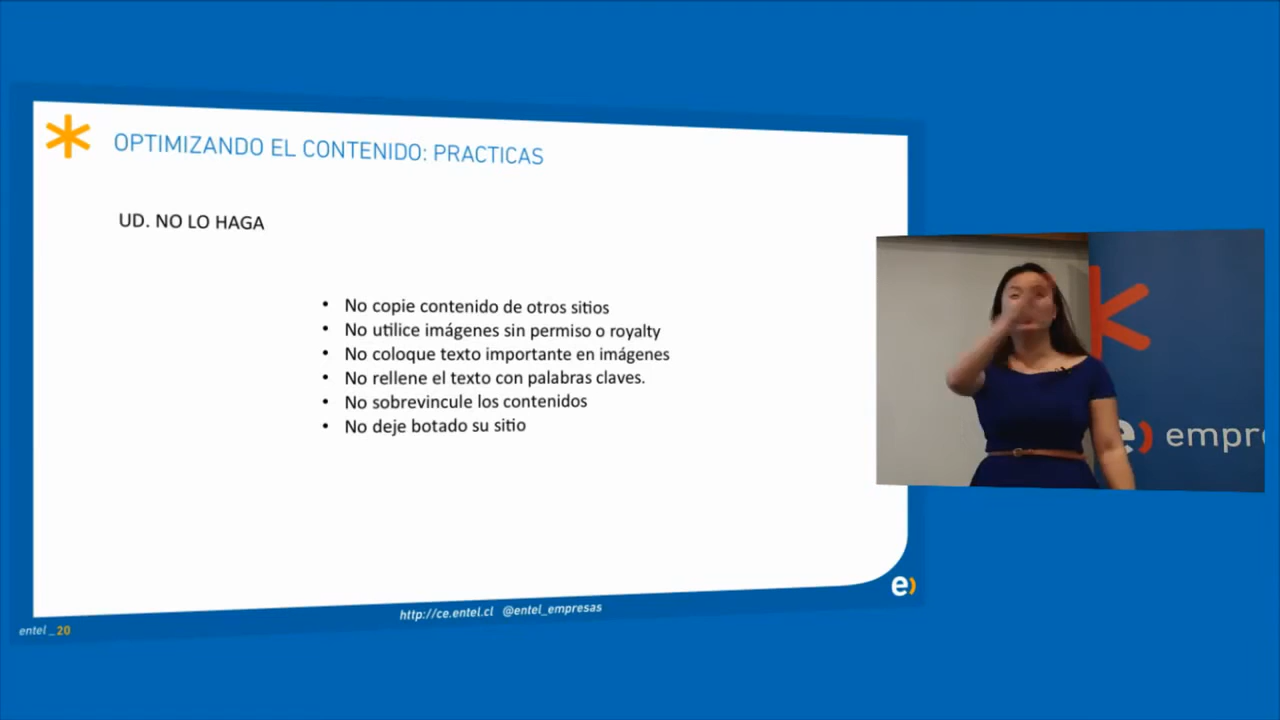 OPTIMIZANDO EL CONTENIDO: PRACTICAS
UD. NO LO HAGA
• No copie contenido de otros sitios
• No utilice imágenes sin permiso o royalty
• No coloque texto importante en imágenes
• No rellene el texto con palabras claves.
• No sobrevincule los contenidos
• No deje botado su sitio
e) empre
e)
http://ce.entel.cl @entel_empresas
entel _20